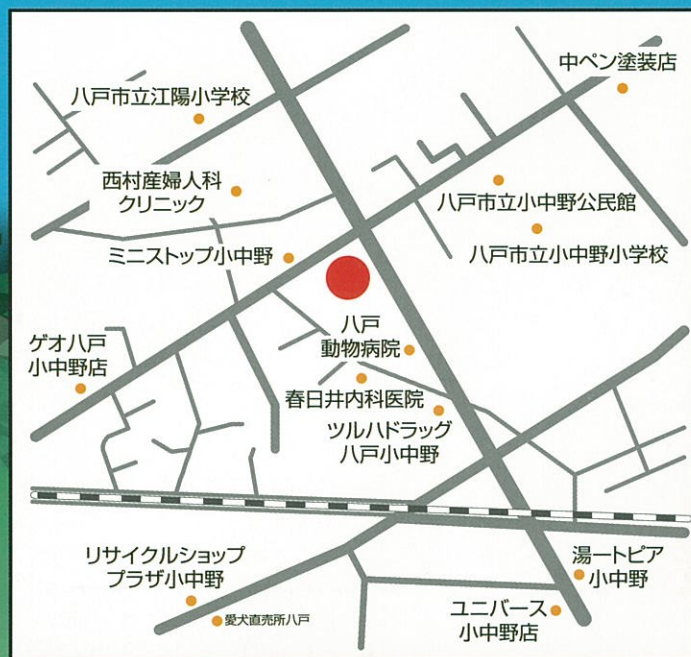 中ペン塗装店
八戸市立江陽小学校
西村産婦人科
クリニック
八戸市立小中野公民館
八戸市立小中野小学校
ミニストップ小中野
八戸
動物病院
ゲオ八戸
小中野店
春日井内科医院
ツルハドラッグ
八戸小中野
リサイクルショップ
プラザ小中野
愛犬直売所八戸
湯ートピア
小中野
ユニバース
小中野店